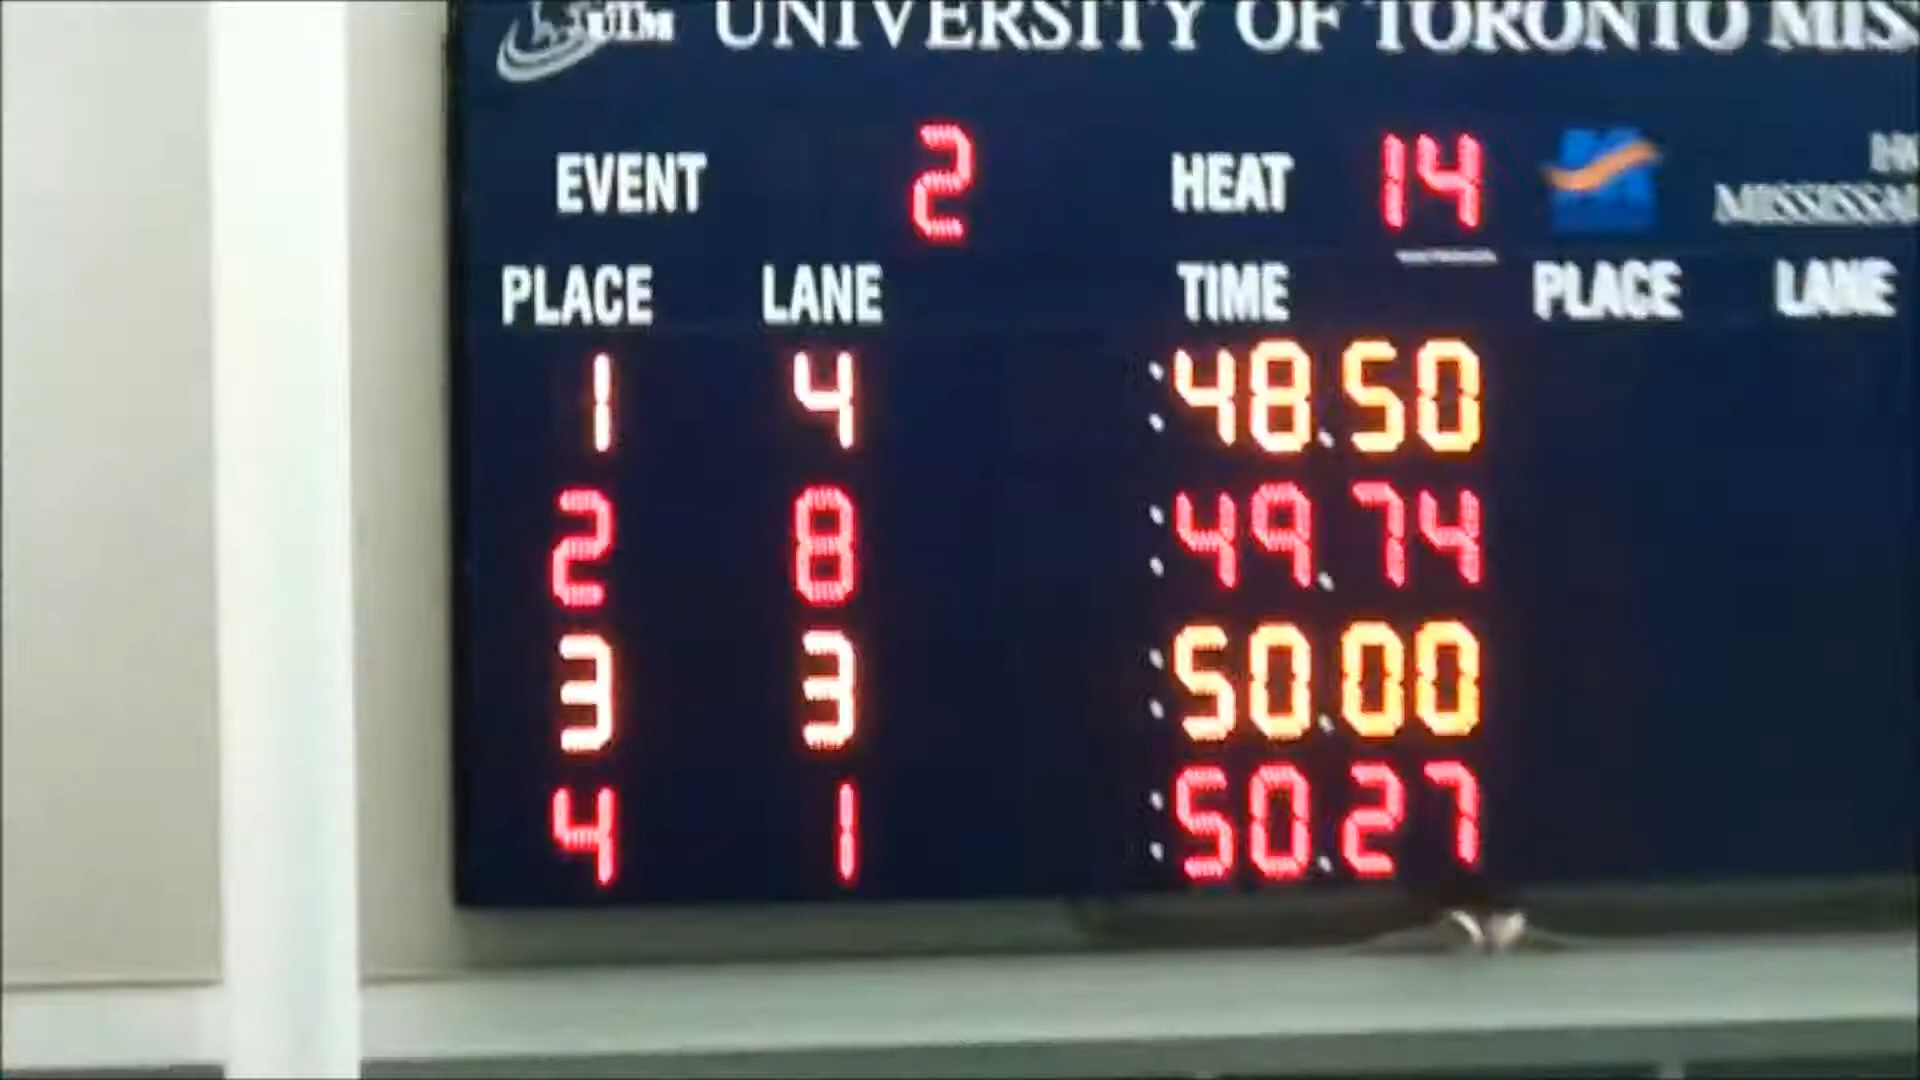 UNIVERSITY OF TORONTO MIS
EVENT 2 HEAT 14
PLACE LANE TIME PLACE LANE
1 4 :48.50
2 8 :49.74
3 3 :50.00
4 1 :50.27